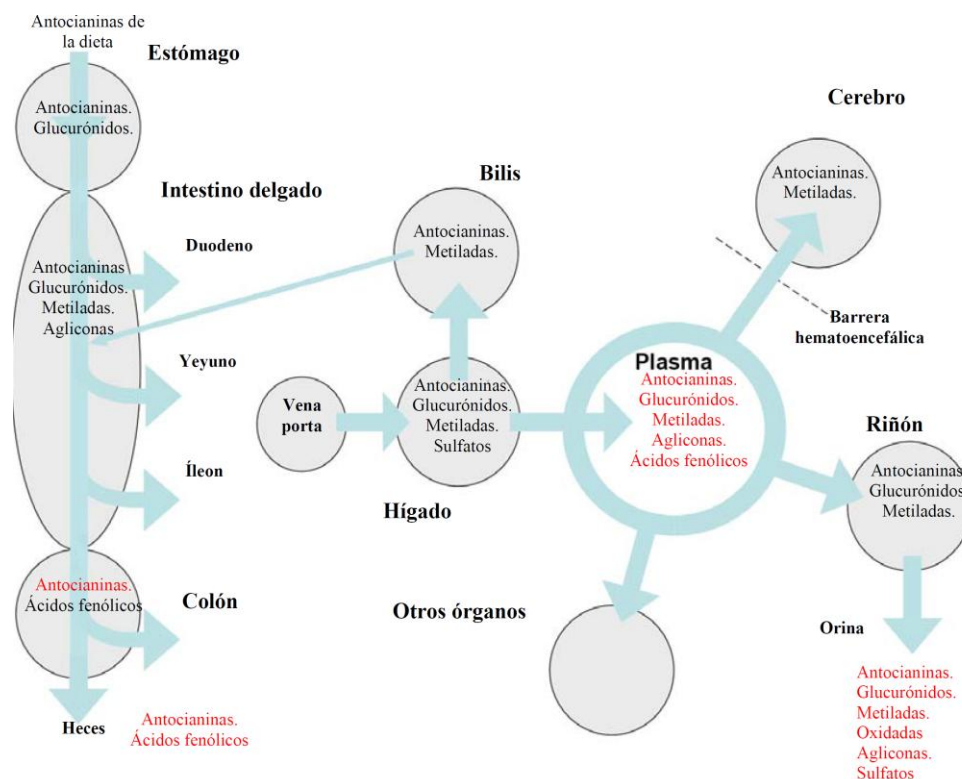 Antocianinas de
la dieta
Estómago
Antocianinas.
Glucurónidos.
Intestino delgado
Duodeno
Antocianinas
Glucurónidos.
Metiladas.
Agliconas
Yeyuno
Íleon
Antocianinas.
Ácidos fenólicos
Colón
Heces
Antocianinas.
Ácidos fenólicos
Bilis
Antocianinas.
Metiladas.
Vena
porta
Antocianinas.
Glucurónidos.
Metiladas.
Sulfatos
Hígado
Plasma
Antocianinas.
Glucurónidos.
Metiladas.
Agliconas.
Ácidos fenólicos
Cerebro
Antocianinas.
Metiladas.
Barrera
hematoencefálica
Riñón
Antocianinas
Glucurónidos
Metiladas.
Otros órganos
Orina
Antocianinas.
Glucurónidos.
Metiladas.
Oxidadas
Agliconas.
Sulfatos